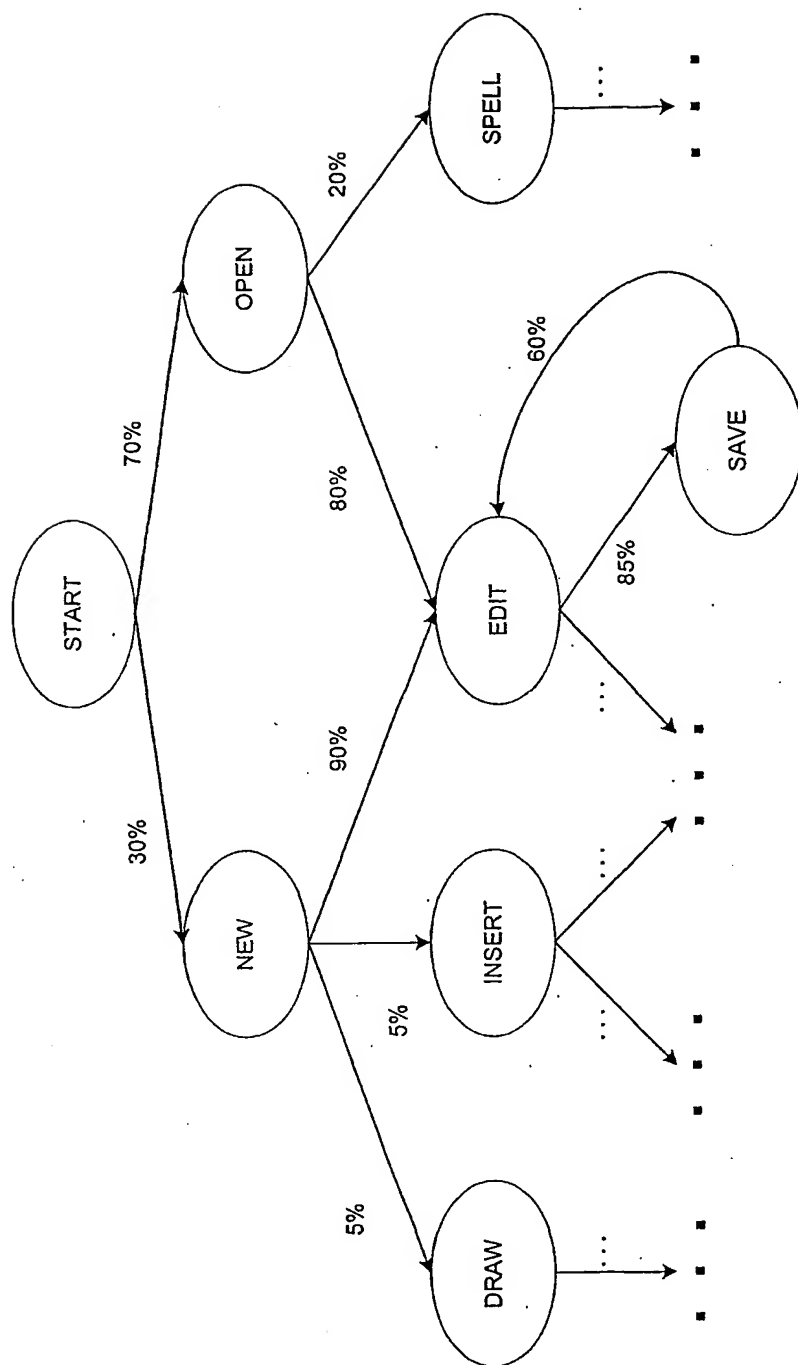 START
30%
70%
NEW
OPEN
5%
5%
90%
80%
20%
DRAW
INSERT
EDIT
SPELL
85%
60%
SAVE